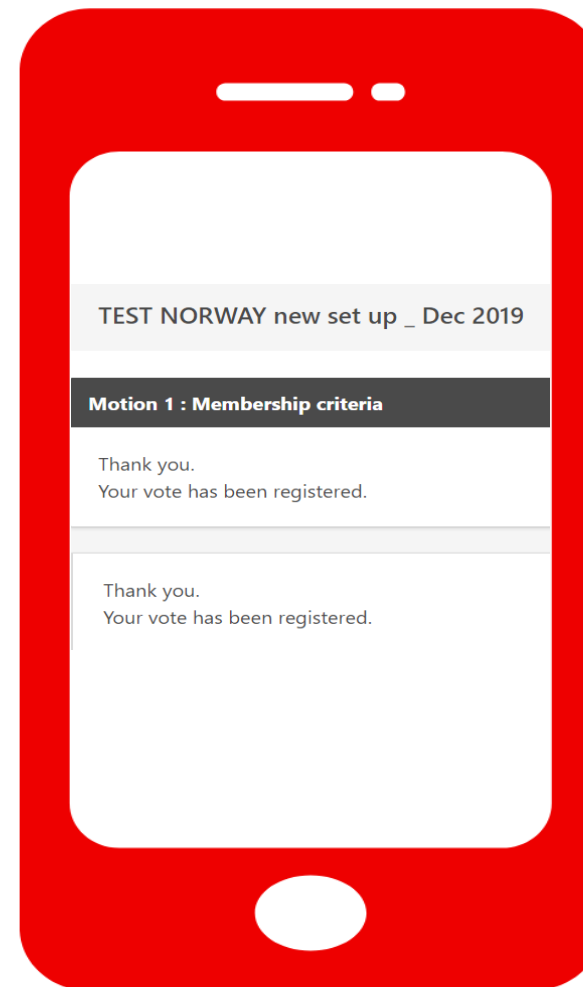 TEST NORWAY new set up _ Dec 2019
Motion 1 : Membership criteria
Thank you.
Your vote has been registered.
Thank you.
Your vote has been registered.